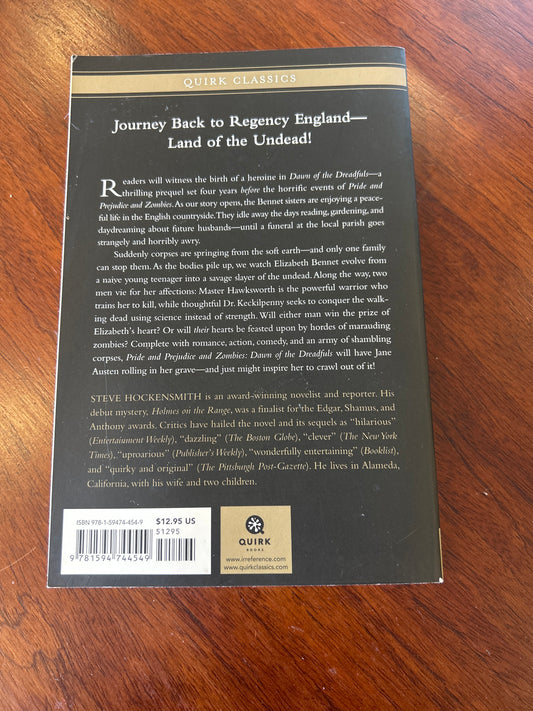 QUIRK CLASSICS
Journey Back to Regency England—
Land of the Undead!
Readers will witness the birth of a heroine in Dawn of the Dreadfuls—a
thrilling prequel set four years before the horrific events of Pride and
Prejudice and Zombies. As our story opens, the Bennet sisters are enjoying a peace-
ful life in the English countryside. They idle away the days reading, gardening, and
daydreaming about future husbands—until a funeral at the local parish goes
strangely and horribly awry.
Suddenly corpses are springing from the soft earth—and only one family
can stop them. As the bodies pile up, we watch Elizabeth Bennet evolve from
a naive young teenager into a savage slayer of the undead. Along the way, two
men vie for her affections: Master Hawksworth is the powerful warrior who
trains her to kill, while thoughtful Dr. Keckilpenny seeks to conquer the walk-
ing dead using science instead of strength. Will either man win the prize of
Elizabeth's heart? Or will their hearts be feasted upon by hordes of marauding
zombies? Complete with romance, action, comedy, and an army of shambling
corpses, Pride and Prejudice and Zombies: Dawn of the Dreadfuls will have Jane
Austen rolling in her grave—and just might inspire her to crawl out of it!
STEVE HOCKENSMITH is an award-winning novelist and reporter. His
debut mystery, Holmes on the Range, was a finalist for the Edgar, Shamus, and
Anthony awards. Critics have hailed the novel and its sequels as "hilarious"
(Entertainment Weekly), "dazzling" (The Boston Globe), "clever" (The New York
Times), "uproarious" (Publisher's Weekly), "wonderfully entertaining" (Booklist),
and "quirky and original" (The Pittsburgh Post-Gazette). He lives in Alameda,
California, with his wife and two children.
ISBN 978-1-59474-454-9
$12.95 US
51295
9 781594 744549
QUIRK
BOOKS
www.irreference.com
www.quirkclassics.com